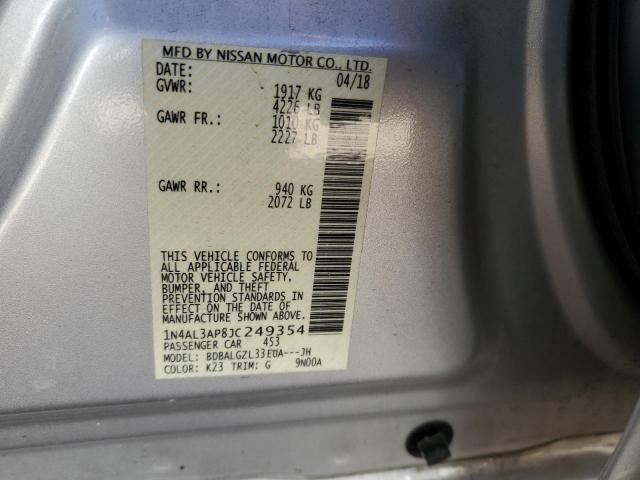 MFD BY NISSAN MOTOR CO., LTD.
DATE: 04/18
GVWR: 1917 KG
4226 LB
GAWR FR.: 1010 KG
2227 LB
GAWR RR.: 940 KG
2072 LB
THIS VEHICLE CONFORMS TO
ALL APPLICABLE FEDERAL
MOTOR VEHICLE SAFETY,
BUMPER, AND THEFT
PREVENTION STANDARDS IN
EFFECT ON THE DATE OF
MANUFACTURE SHOWN ABOVE.
1N4AL3AP8JC249354
PASSENGER CAR 453
MODEL: BDBALGZL33EUA---JH
COLOR: K23 TRIM: G 9N00A